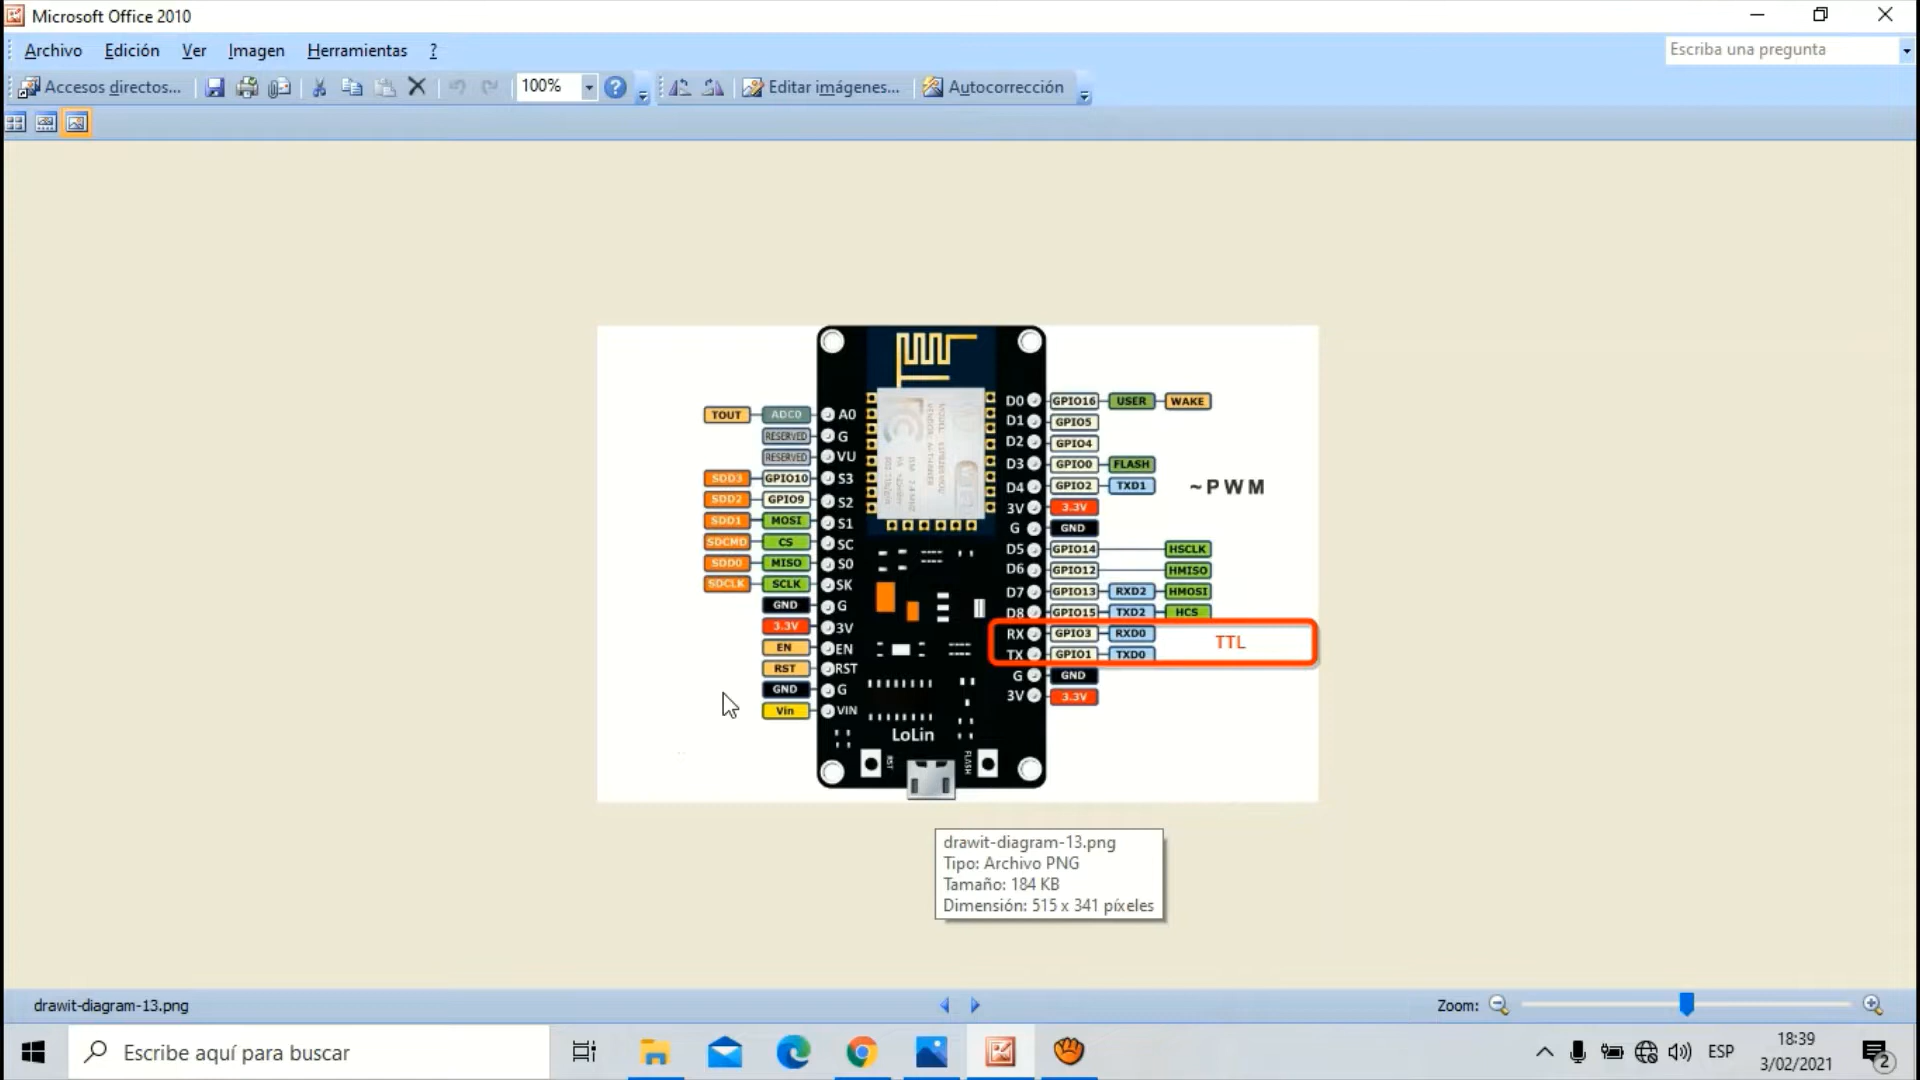 Microsoft Office 2010
Archivo Edición Ver Imagen Herramientas ?
Escriba una pregunta
Accesos directos...
100%
Editar imágenes...
Autocorrección
TOUT ADC0 A0
RESERVED G
RESERVED VU
SDD3 GPIO10 S3
SDD2 GPIO9 S2
SDD1 MOSI S1
SDCMD CS SC
SDD0 MISO S0
SDCLK SCLK SK
GND G
3.3V 3V
EN EN
RST RST
GND G
Vin VIN
D0 GPIO16 USER WAKE
D1 GPIO5
D2 GPIO4
D3 GPIO0 FLASH
D4 GPIO2 TXD1
~PWM
3V 3.3V
G GND
D5 GPIO14 HSCLK
D6 GPIO12 HMISO
D7 GPIO13 RXD2 HMOSI
D8 GPIO15 TXD2 HCS
RX GPIO3 RXD0
TTL
TX GPIO1 TXD0
G GND
3V 3.3V
LoLin
RST
FLASH
drawit-diagram-13.png
Tipo: Archivo PNG
Tamaño: 184 KB
Dimensión: 515 x 341 píxeles
drawit-diagram-13.png
Zoom:
Escribe aquí para buscar
ESP
18:39
3/02/2021
2